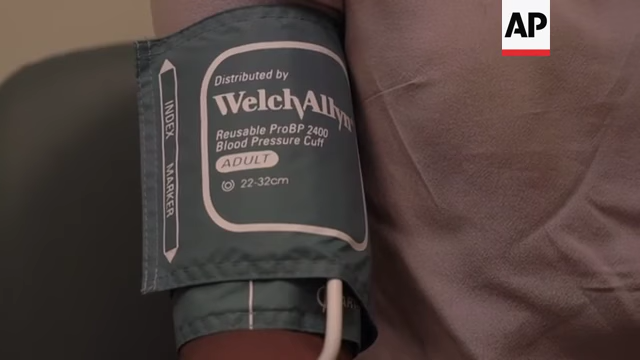 AP
Distributed by
WelchAllyn
Reusable ProBP 2400
Blood Pressure Cuff
ADULT
22-32cm
INDEX MARKER